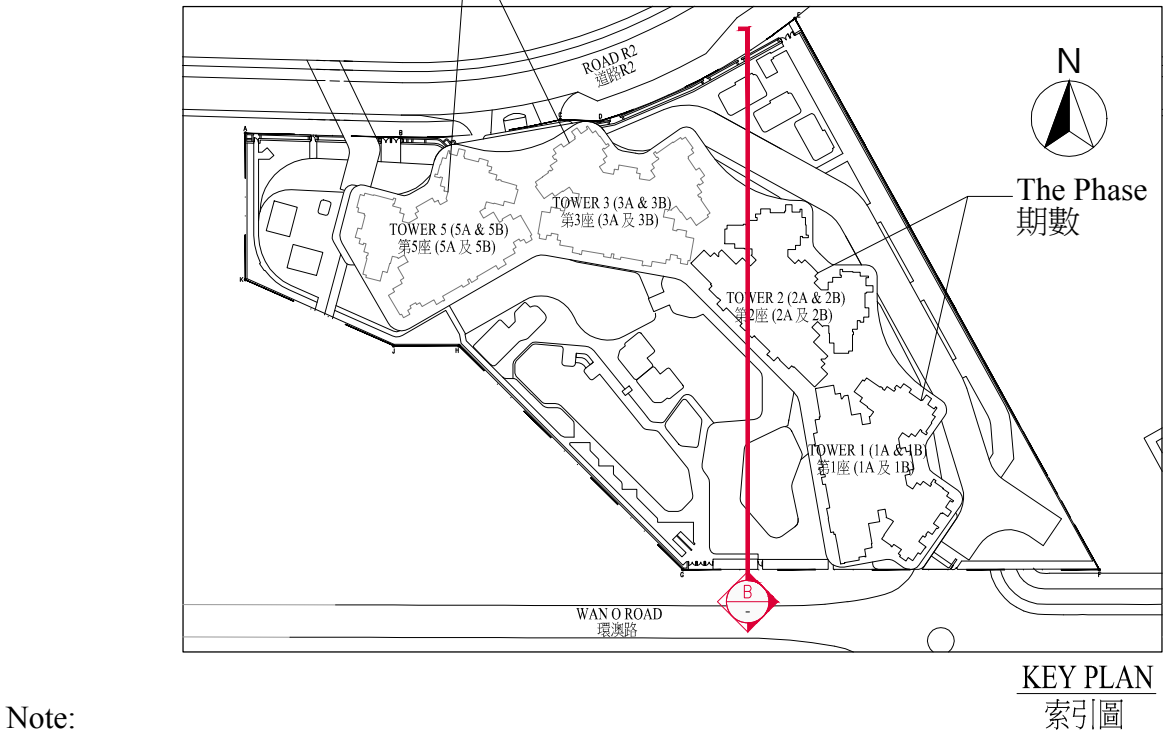 ROAD R2
道路R2
N
The Phase
期數
TOWER 3 (3A & 3B)
第3座 (3A 及 3B)
TOWER 5 (5A & 5B)
第5座 (5A 及 5B)
TOWER 2 (2A & 2B)
第2座 (2A 及 2B)
TOWER 1 (1A & 1B)
第1座 (1A 及 1B)
A
B
D
K
J
H
G
F
B
-
WAN O ROAD
環澳路
KEY PLAN
索引圖
Note: